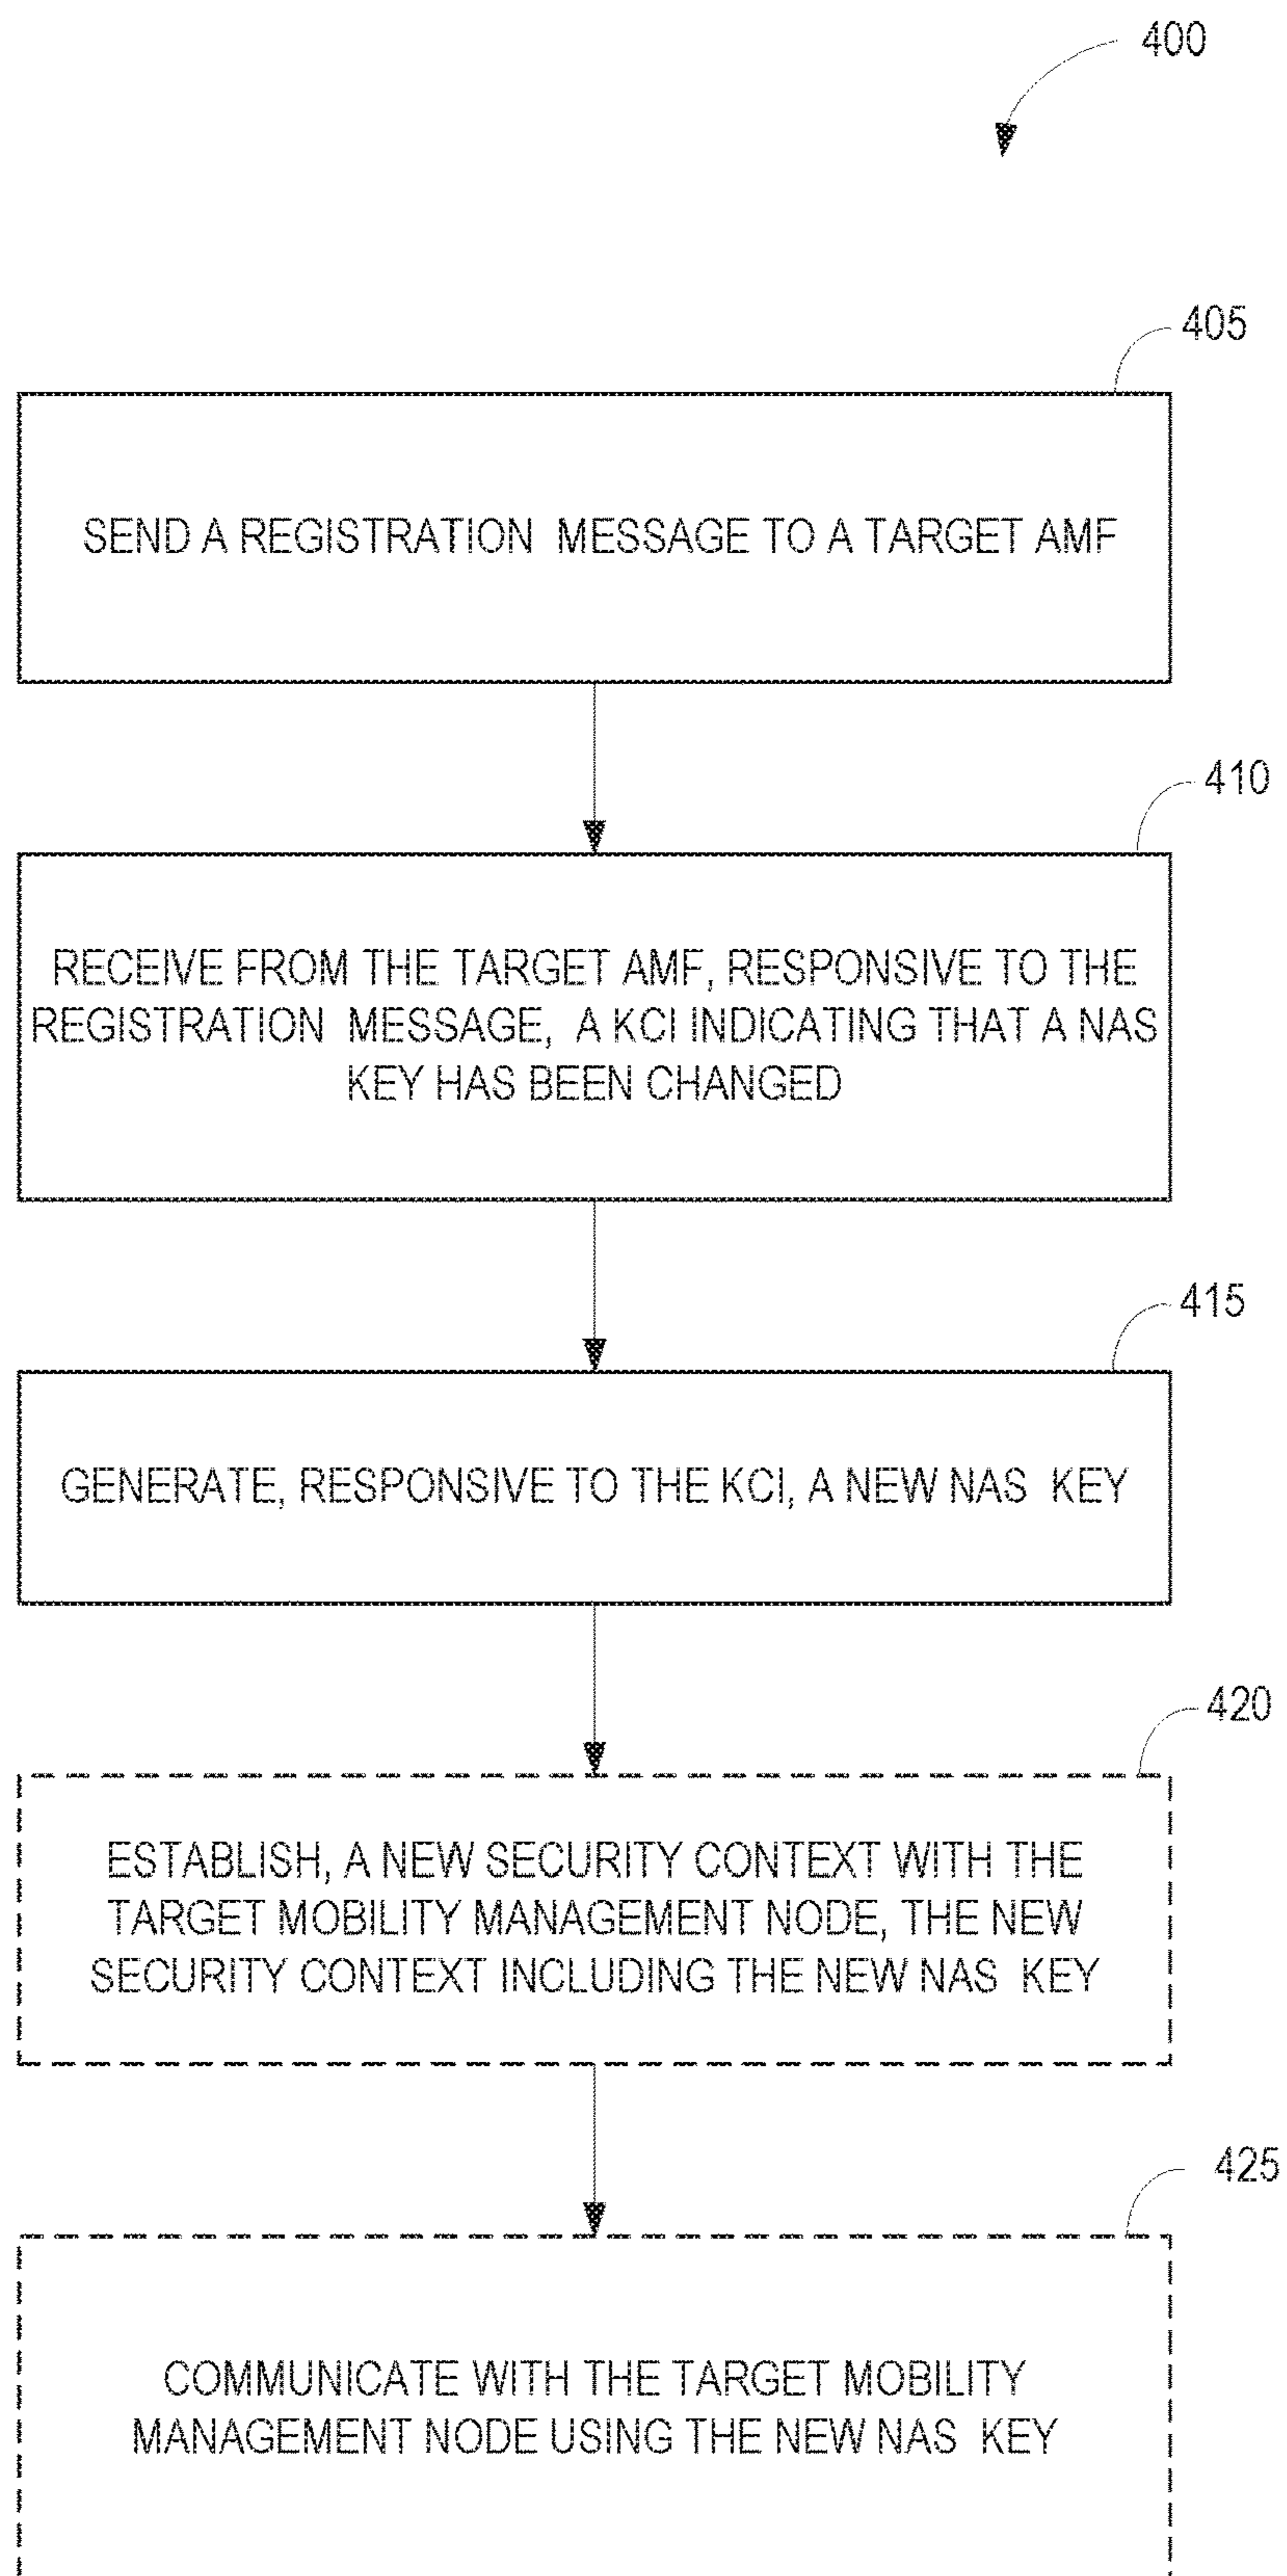 400
405
SEND A REGISTRATION MESSAGE TO A TARGET AMF
410
RECEIVE FROM THE TARGET AMF, RESPONSIVE TO THE
REGISTRATION MESSAGE, A KCI INDICATING THAT A NAS
KEY HAS BEEN CHANGED
415
GENERATE, RESPONSIVE TO THE KCI, A NEW NAS KEY
420
ESTABLISH, A NEW SECURITY CONTEXT WITH THE
TARGET MOBILITY MANAGEMENT NODE, THE NEW
SECURITY CONTEXT INCLUDING THE NEW NAS KEY
425
COMMUNICATE WITH THE TARGET MOBILITY
MANAGEMENT NODE USING THE NEW NAS KEY